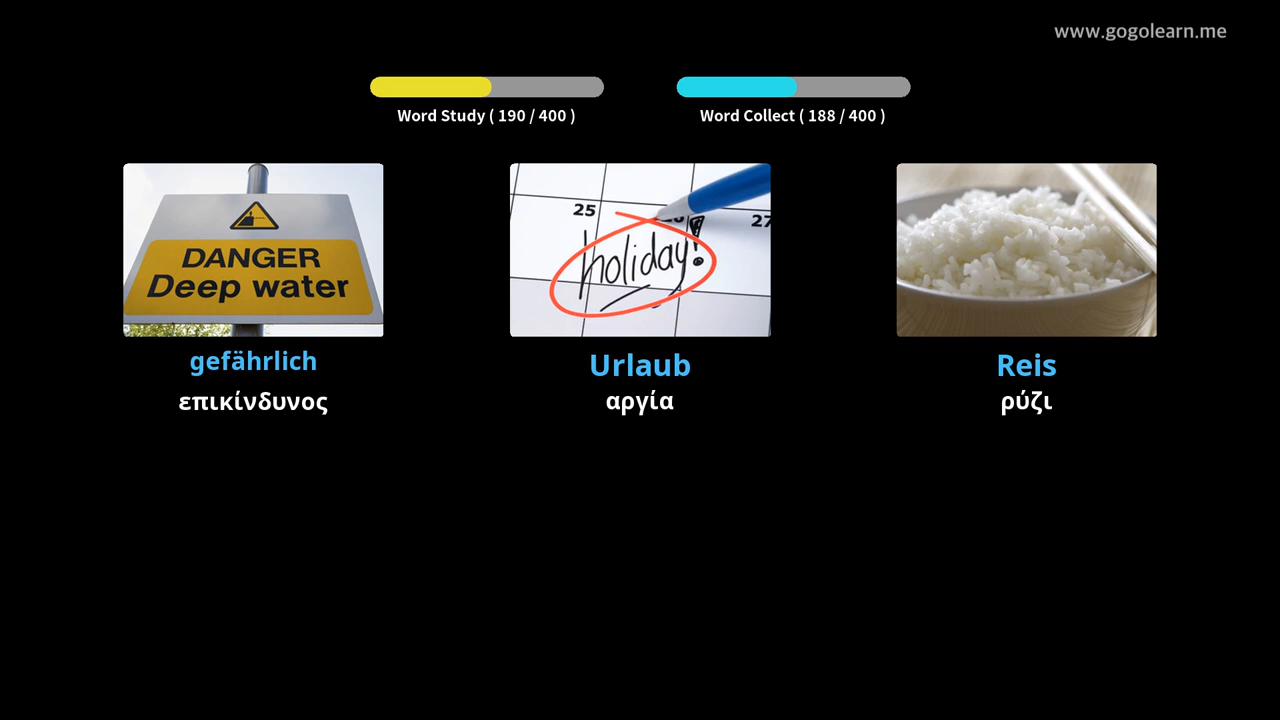 www.gogolearn.me
Word Study ( 190 / 400 )
Word Collect ( 188 / 400 )
DANGER
Deep water
gefährlich
επικίνδυνος
25
27
holiday!
Urlaub
αργία
Reis
ρύζι